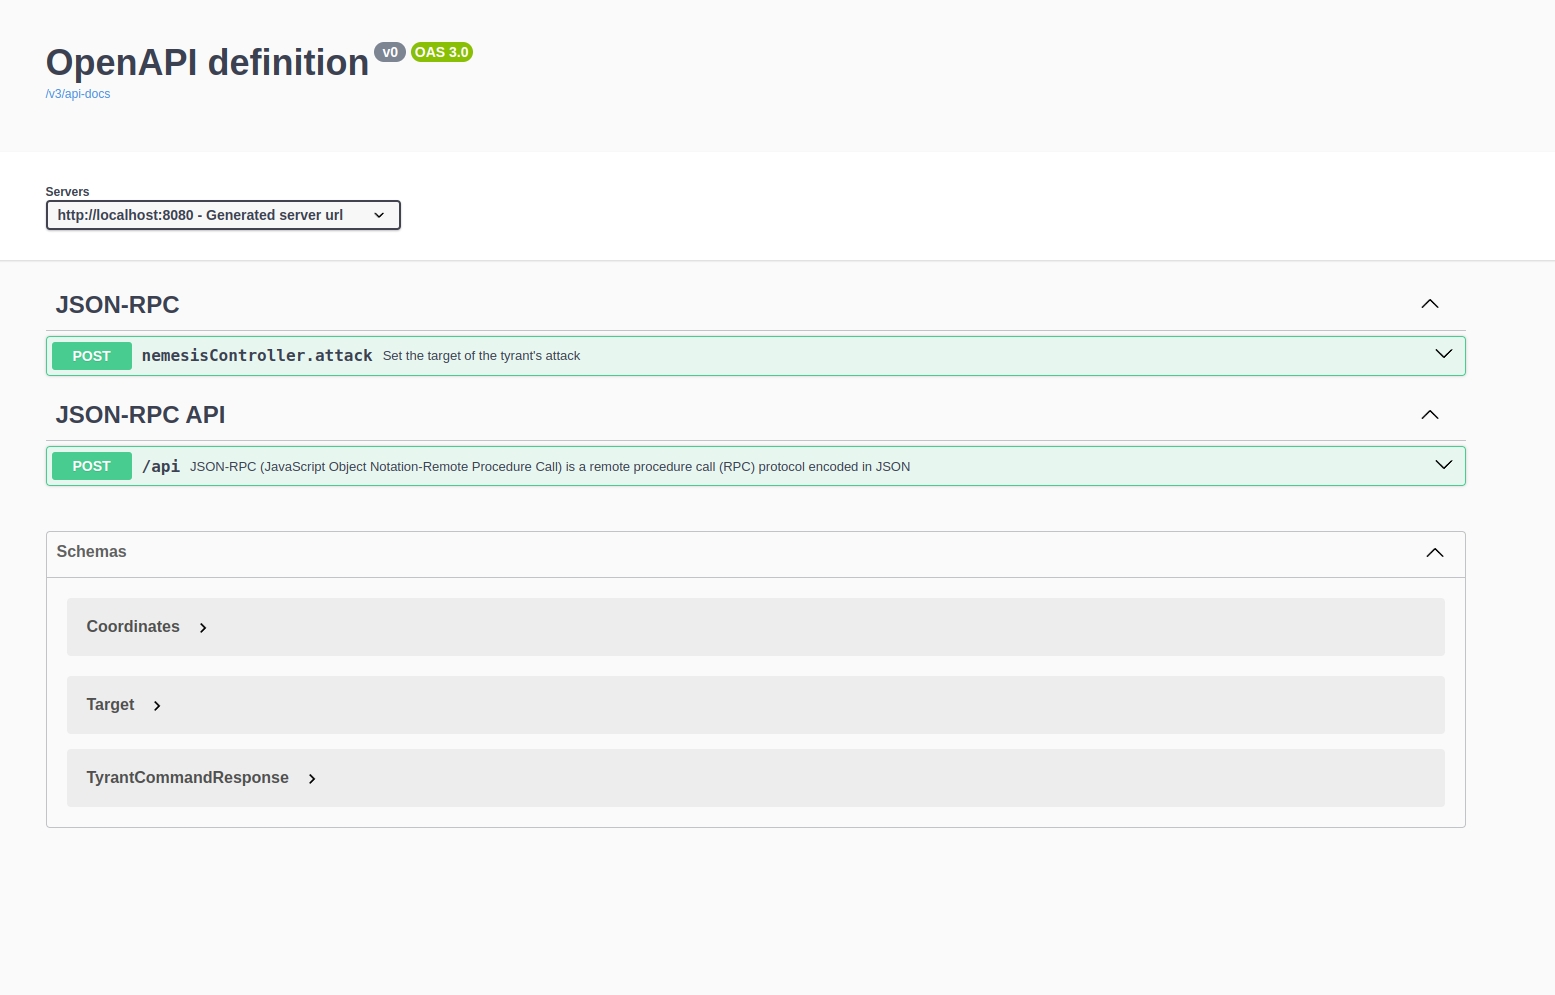 OpenAPI definition v0 OAS 3.0
/v3/api-docs
Servers
http://localhost:8080 - Generated server url
JSON-RPC
POST nemesisController.attack Set the target of the tyrant's attack
JSON-RPC API
POST /api JSON-RPC (JavaScript Object Notation-Remote Procedure Call) is a remote procedure call (RPC) protocol encoded in JSON
Schemas
Coordinates
Target
TyrantCommandResponse